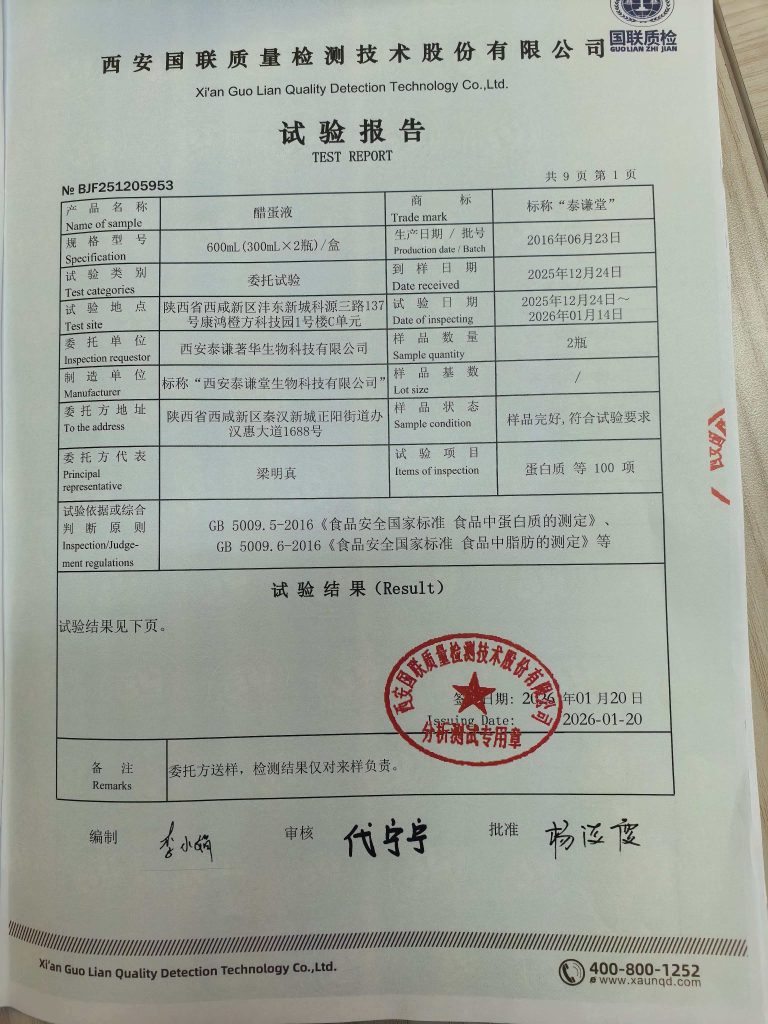 国联质检
GUOLIAN ZHI JIAN
西安国联质量检测技术股份有限公司
Xi'an Guo Lian Quality Detection Technology Co.,Ltd.
试验报告
TEST REPORT
№ BJF251205953
共 9 页 第 1 页
产品名称
Name of sample
醋蛋液
商标
Trade mark
标称“泰谦堂”
规格型号
Specification
600mL(300mL×2瓶)/盒
生产日期 / 批号
Production date / Batch
2016年06月23日
试验类别
Test categories
委托试验
到样日期
Date received
2025年12月24日
试验地点
Test site
陕西省西咸新区沣东新城科源三路137
号康鸿橙方科技园1号楼C单元
试验日期
Date of inspecting
2025年12月24日～
2026年01月14日
委托单位
Inspection requestor
西安泰谦著华生物科技有限公司
样品数量
Sample quantity
2瓶
制造单位
Manufacturer
标称“西安泰谦堂生物科技有限公司”
样品基数
Lot size
/
委托方地址
To the address
陕西省西咸新区秦汉新城正阳街道办
汉惠大道1688号
样品状态
Sample condition
样品完好,符合试验要求
委托方代表
Principal
representative
梁明真
试验项目
Items of inspection
蛋白质 等 100 项
试验依据或综合
判断原则
Inspection/Judge-
ment regulations
GB 5009.5-2016《食品安全国家标准 食品中蛋白质的测定》、
GB 5009.6-2016《食品安全国家标准 食品中脂肪的测定》等
试验结果(Result)
试验结果见下页。
西安国联质量检测技术股份有限公司
签发日期: 2026 年01 月20 日
Issuing Date: 2026-01-20
分析测试专用章
备注
Remarks
委托方送样，检测结果仅对来样负责。
编制 李小娟 审核 代宁宁 批准
Xi'an Guo Lian Quality Detection Technology Co.,Ltd.
400-800-1252
www.xaunqd.com